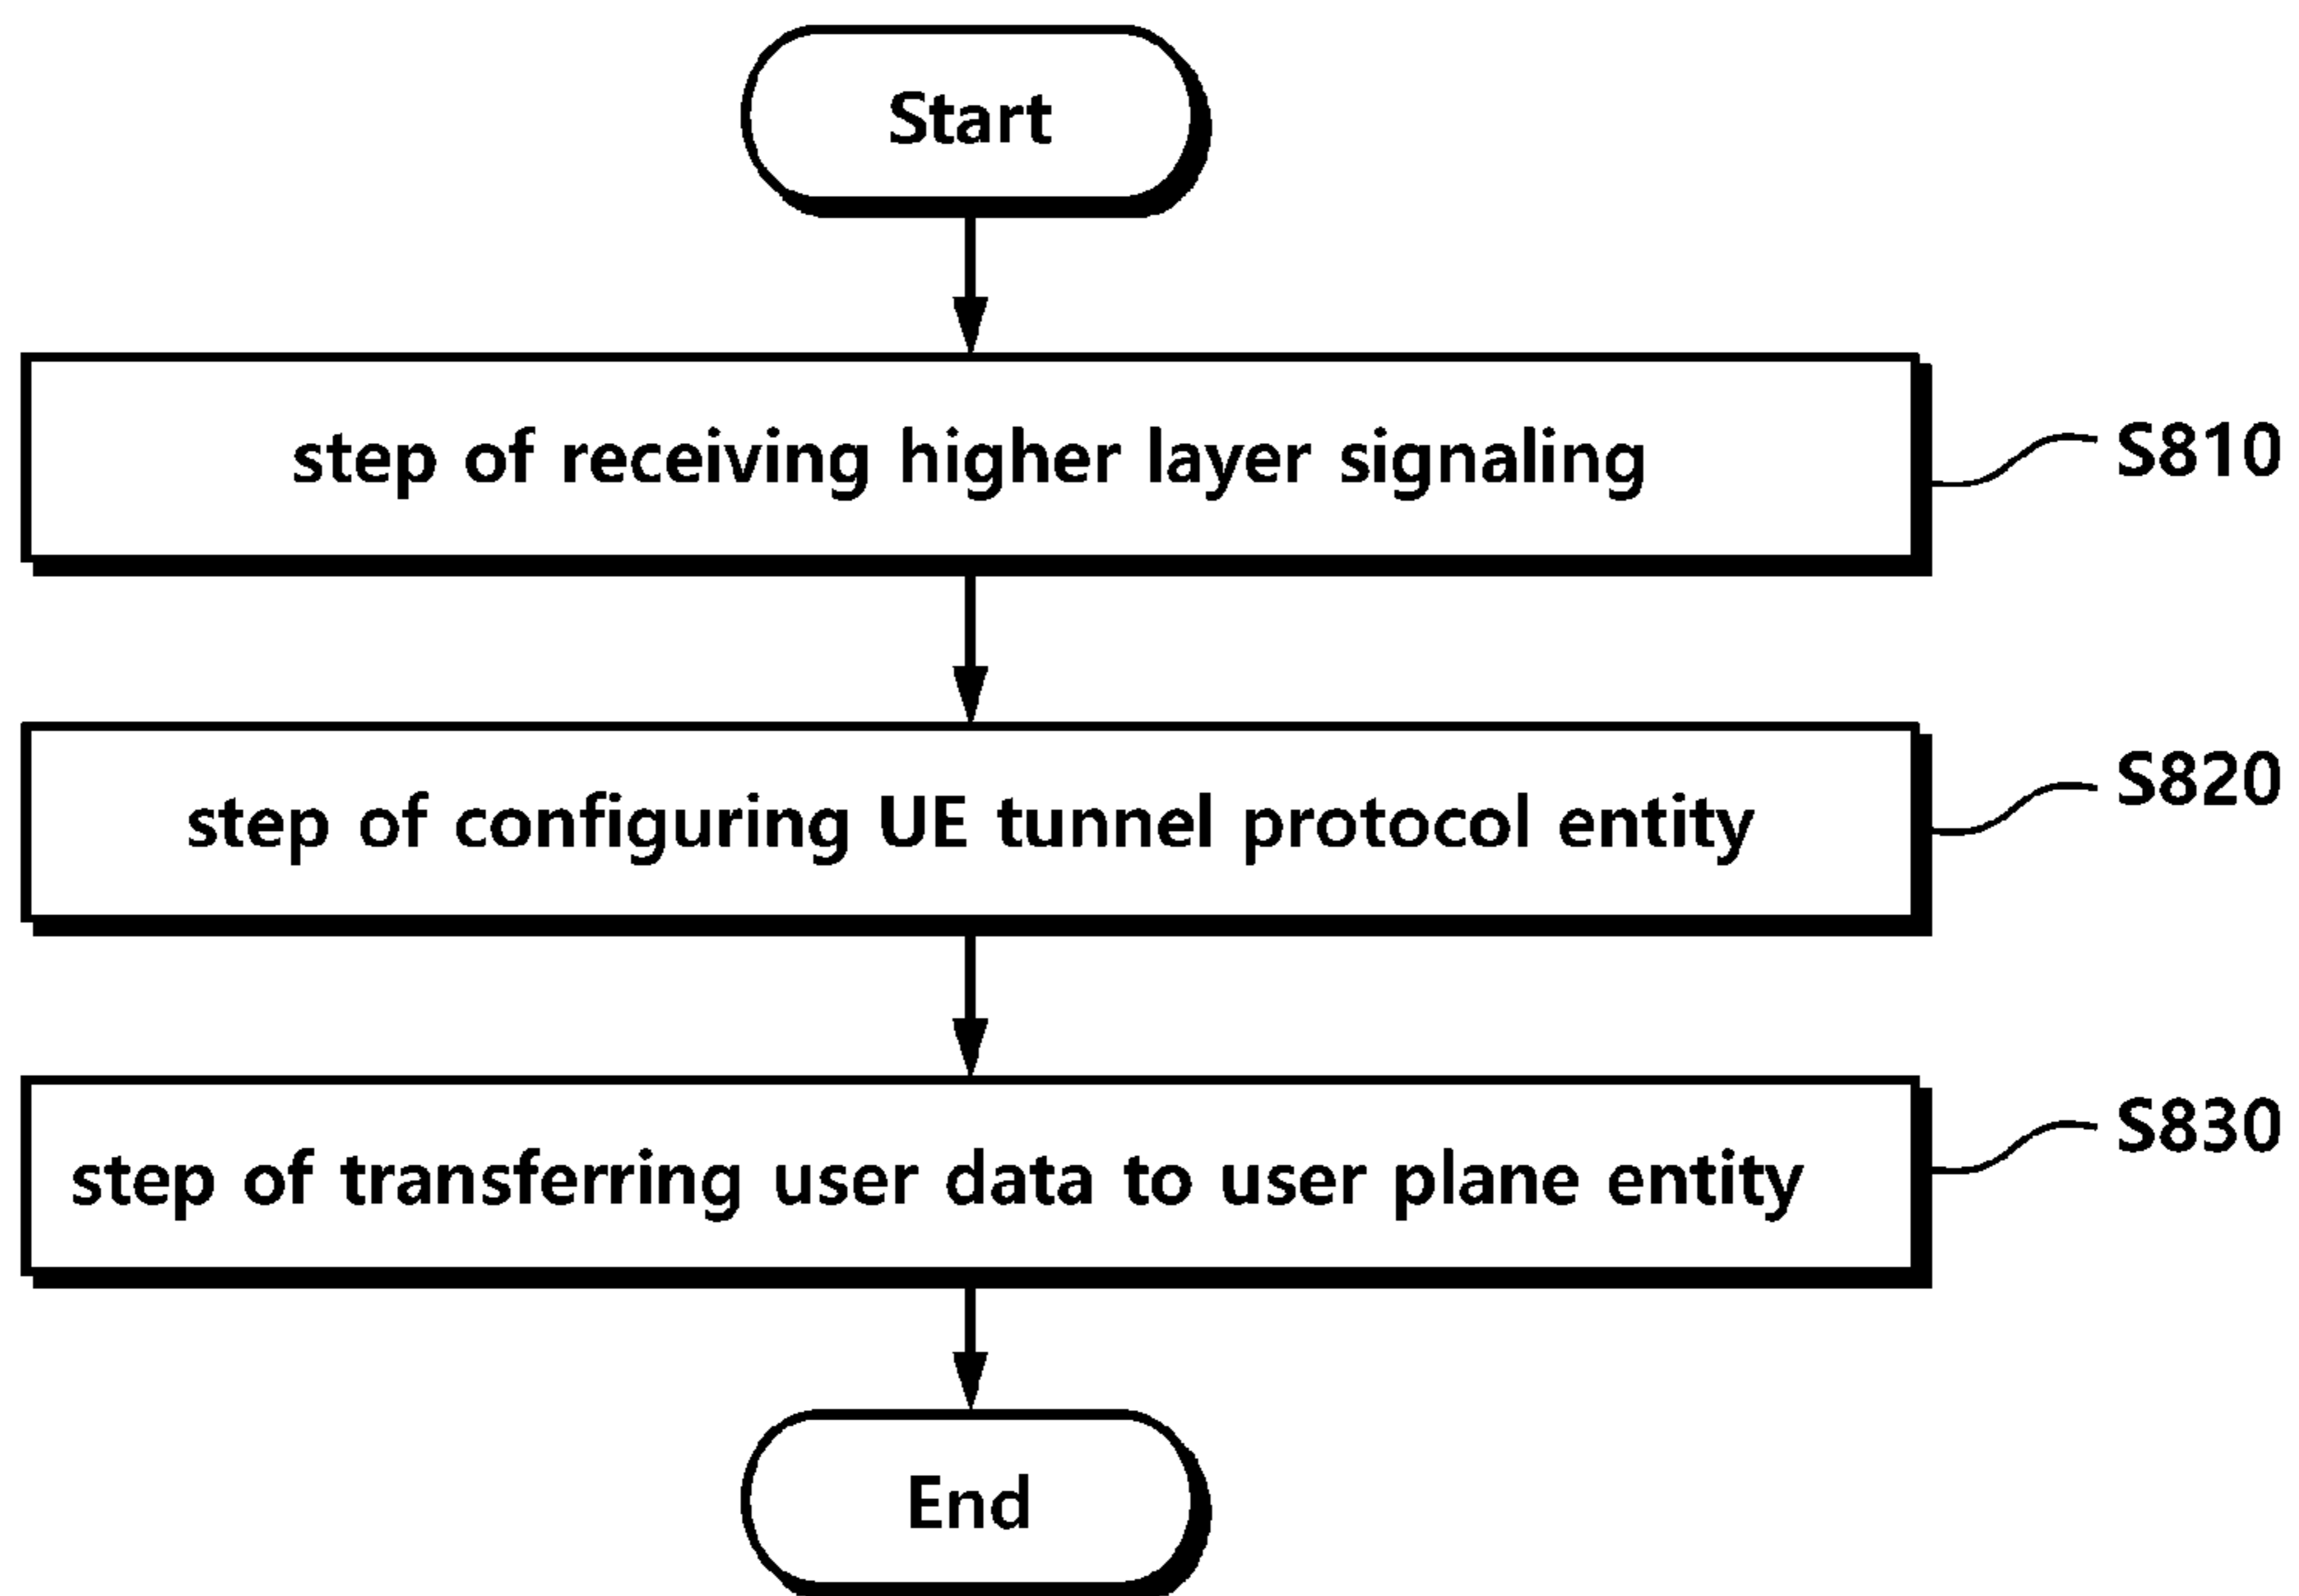 Start
step of receiving higher layer signaling
S810
step of configuring UE tunnel protocol entity
S820
step of transferring user data to user plane entity
S830
End